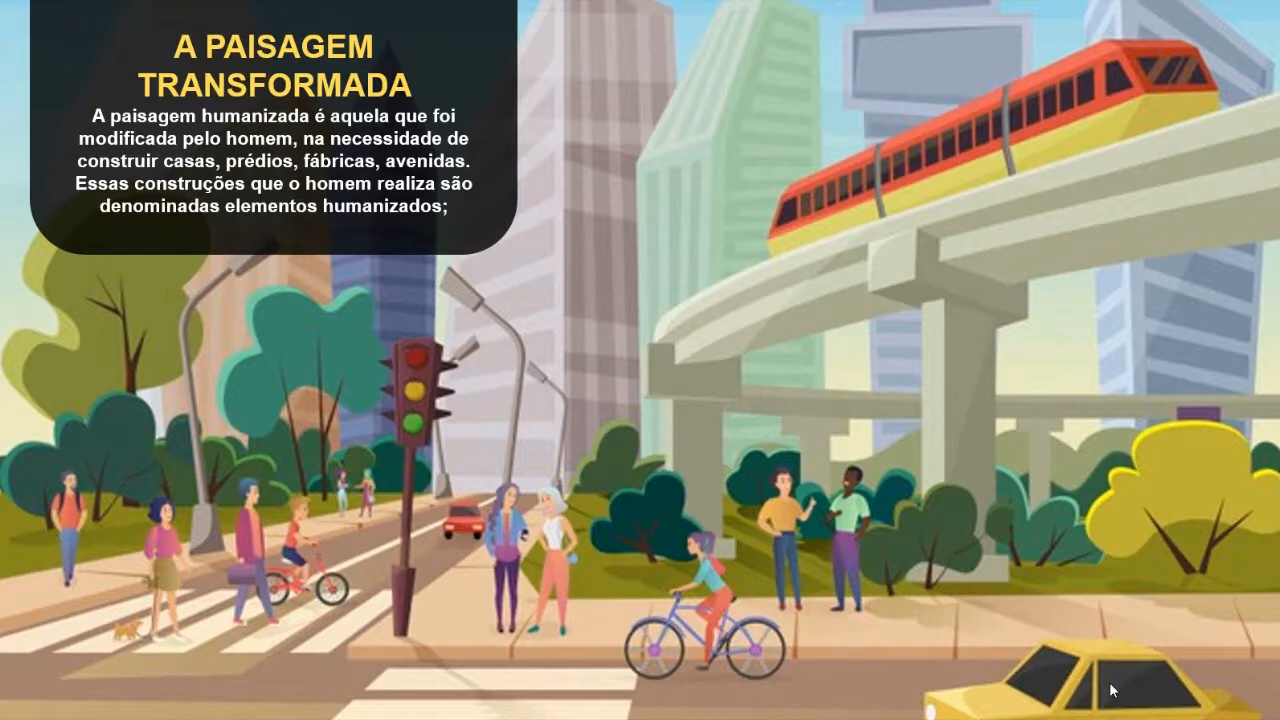 A PAISAGEM
TRANSFORMADA
A paisagem humanizada é aquela que foi
modificada pelo homem, na necessidade de
construir casas, prédios, fábricas, avenidas.
Essas construções que o homem realiza são
denominadas elementos humanizados;